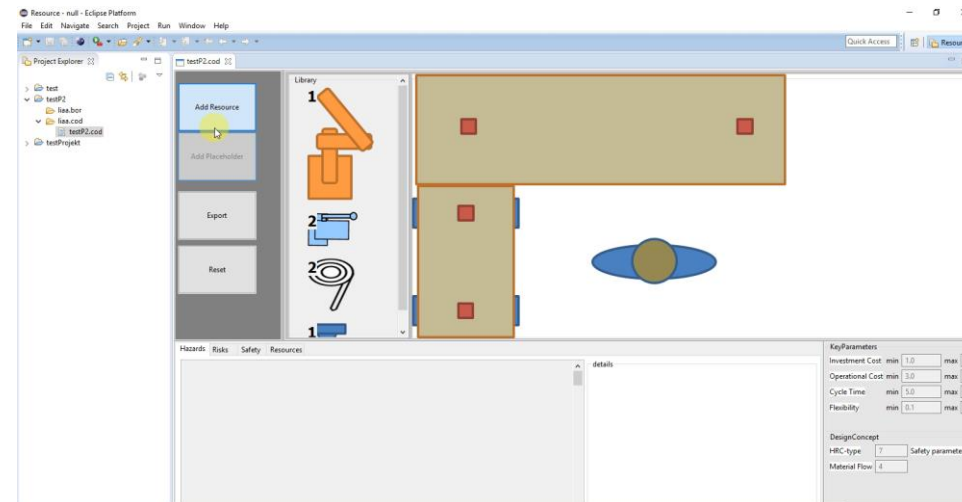 Resource - null - Eclipse Platform
File Edit Navigate Search Project Run Window Help
Quick Access
Resour
Project Explorer
testP2.cod
test
testP2
liaa.bor
liaa.cod
testP2.cod
testProjekt
Add Resource
Add Placeholder
Export
Reset
Library
1
2
2
1
Hazards Risks Safety Resources
details
KeyParameters
Investment Cost min 1.0 max
Operational Cost min 3.0 max
Cycle Time min 5.0 max
Flexibility min 0.1 max
DesignConcept
HRC-type 7 Safety paramete
Material Flow 4